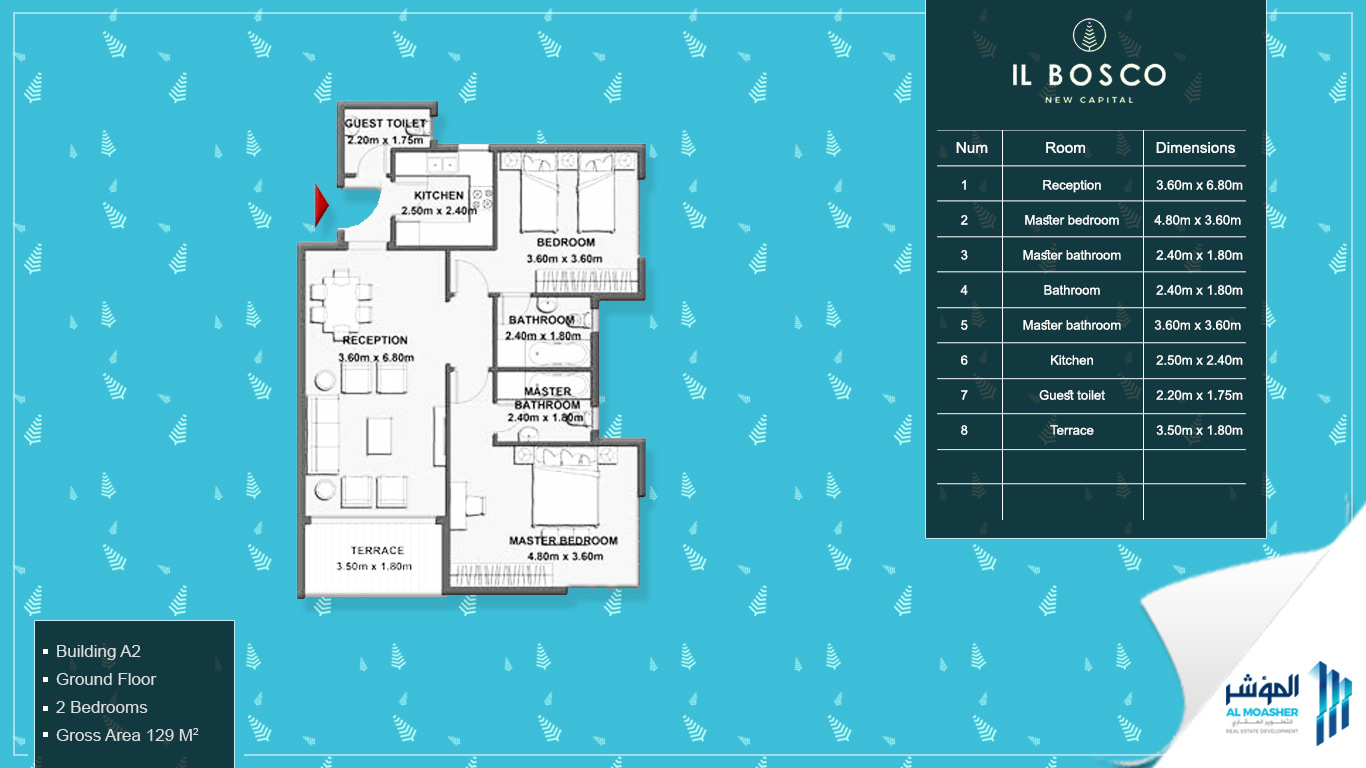 IL BOSCO
NEW CAPITAL
Num Room Dimensions
1 Reception 3.60m x 6.80m
2 Master bedroom 4.80m x 3.60m
3 Master bathroom 2.40m x 1.80m
4 Bathroom 2.40m x 1.80m
5 Master bathroom 3.60m x 3.60m
6 Kitchen 2.50m x 2.40m
7 Guest toilet 2.20m x 1.75m
8 Terrace 3.50m x 1.80m
GUEST TOILET
2.20m x 1.75m
KITCHEN
2.50m x 2.40m
BEDROOM
3.60m x 3.60m
BATHROOM
2.40m x 1.80m
RECEPTION
3.60m x 6.80m
MASTER
BATHROOM
2.40m x 1.80m
MASTER BEDROOM
4.80m x 3.60m
TERRACE
3.50m x 1.80m
Building A2
Ground Floor
2 Bedrooms
Gross Area 129 M²
المؤشر
AL MOASHER
للتطوير العقاري
REAL ESTATE DEVELOPMENT